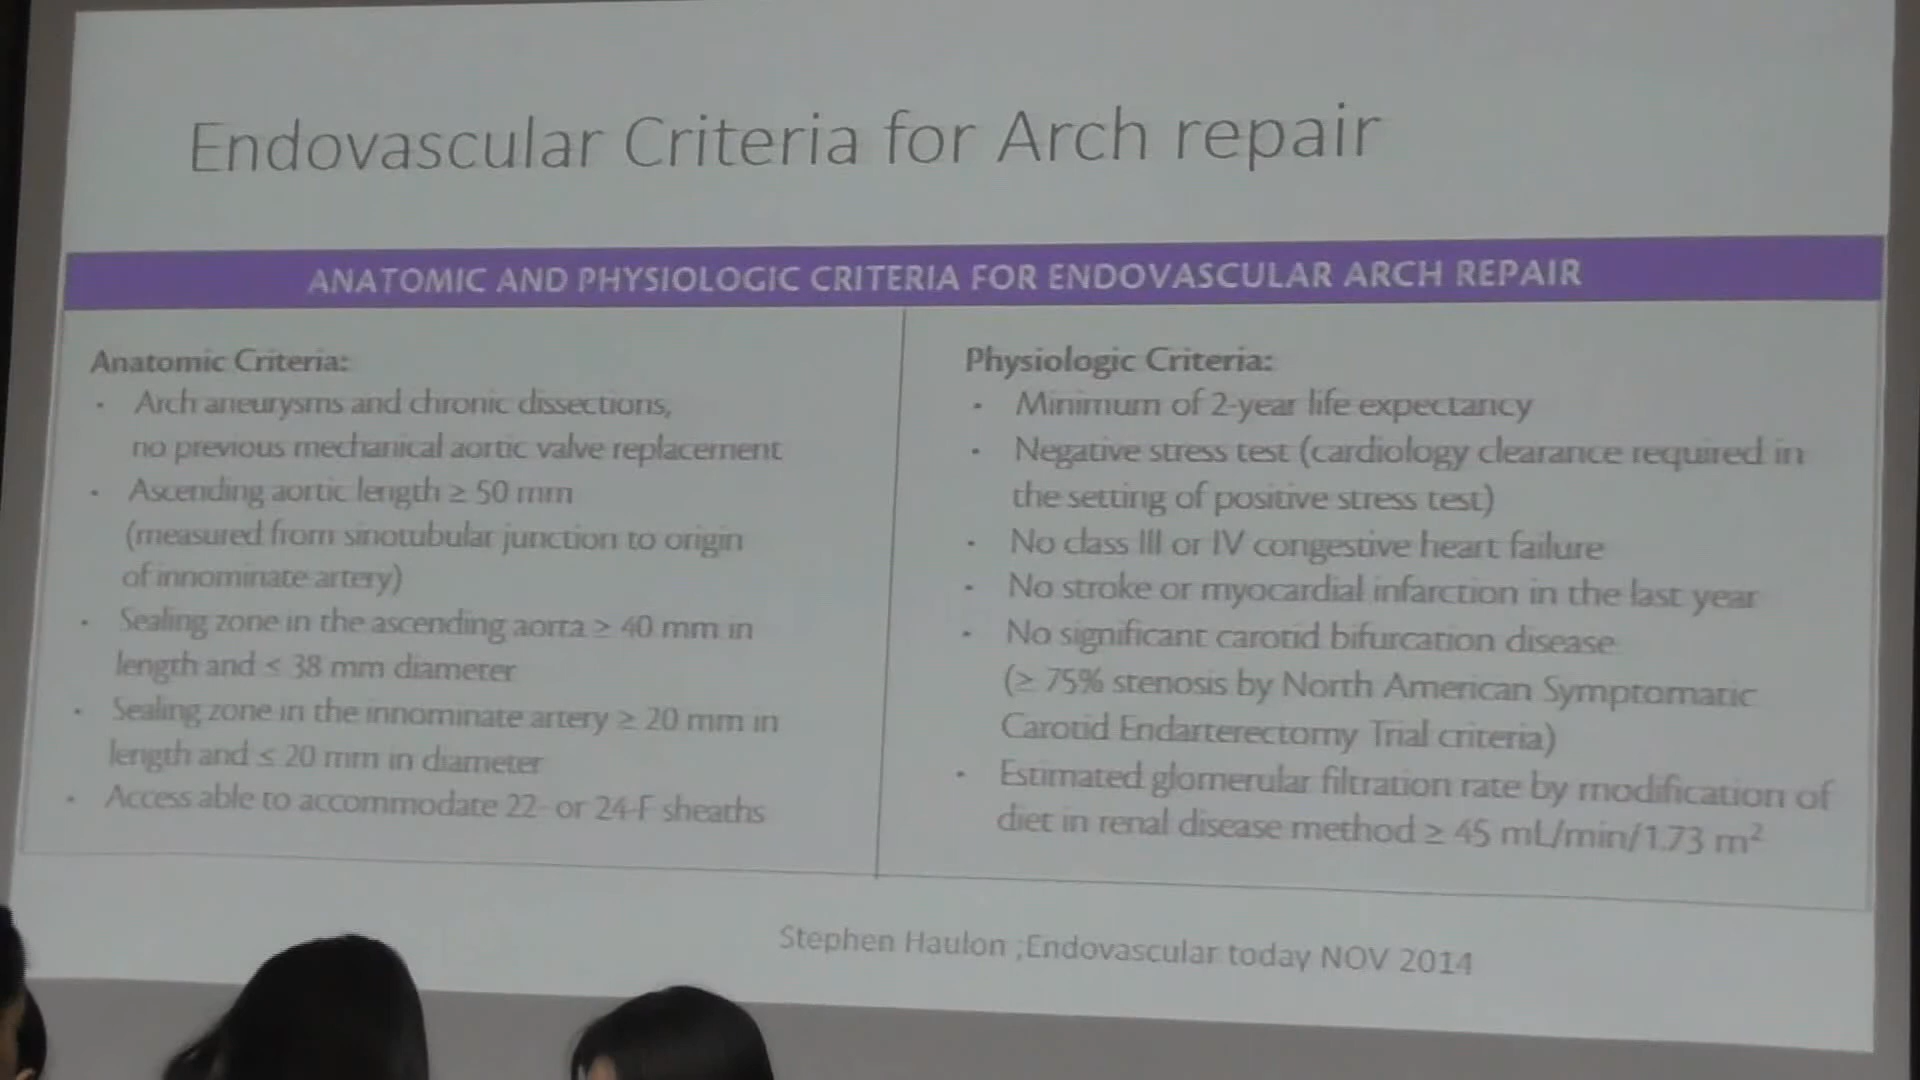 Endovascular Criteria for Arch repair
ANATOMIC AND PHYSIOLOGIC CRITERIA FOR ENDOVASCULAR ARCH REPAIR
Anatomic Criteria:
• Arch aneurysms and chronic dissections,
no previous mechanical aortic valve replacement
• Ascending aortic length ≥ 50 mm
(measured from sinotubular junction to origin
of innominate artery)
• Sealing zone in the ascending aorta ≥ 40 mm in
length and ≤ 38 mm diameter
• Sealing zone in the innominate artery ≥ 20 mm in
length and ≤ 20 mm in diameter
• Access able to accommodate 22- or 24-F sheaths
Physiologic Criteria:
• Minimum of 2-year life expectancy
• Negative stress test (cardiology clearance required in
the setting of positive stress test)
• No class III or IV congestive heart failure
• No stroke or myocardial infarction in the last year
• No significant carotid bifurcation disease
(≥ 75% stenosis by North American Symptomatic
Carotid Endarterectomy Trial criteria)
• Estimated glomerular filtration rate by modification of
diet in renal disease method ≥ 45 mL/min/1.73 m²
Stephen Haulon ;Endovascular today NOV 2014